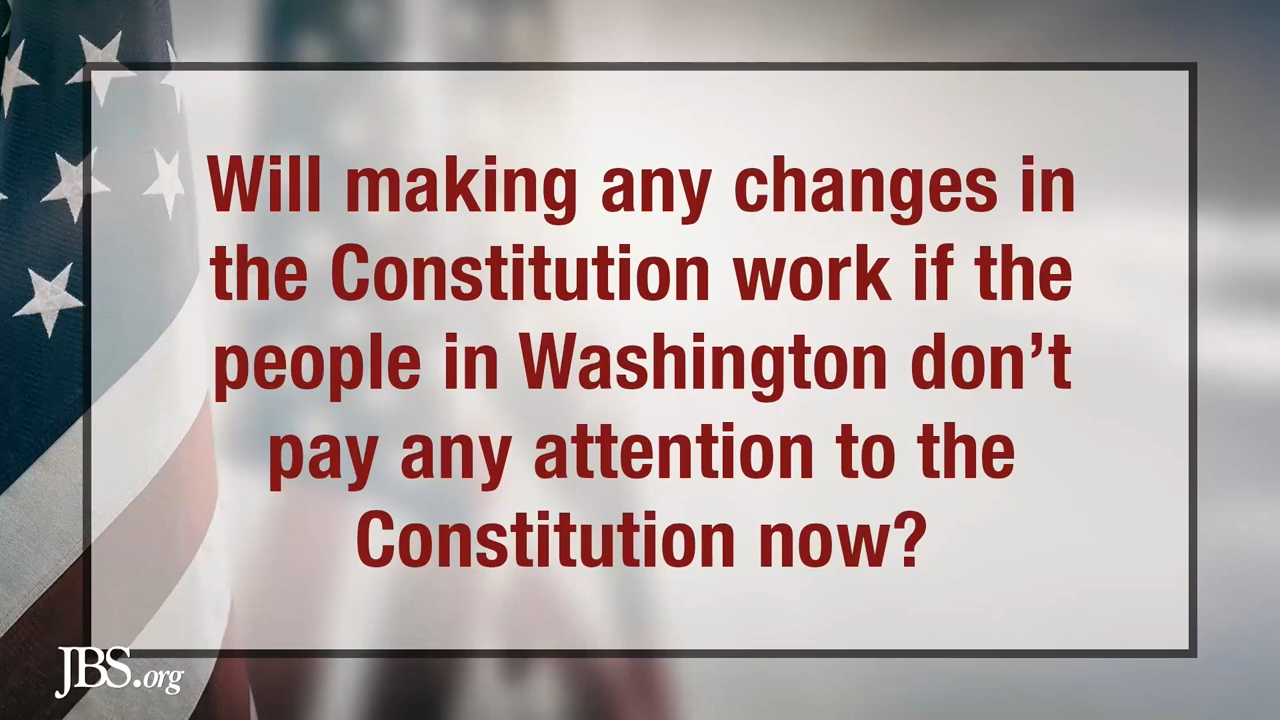 Will making any changes in
the Constitution work if the
people in Washington don’t
pay any attention to the
Constitution now?
JBS.org